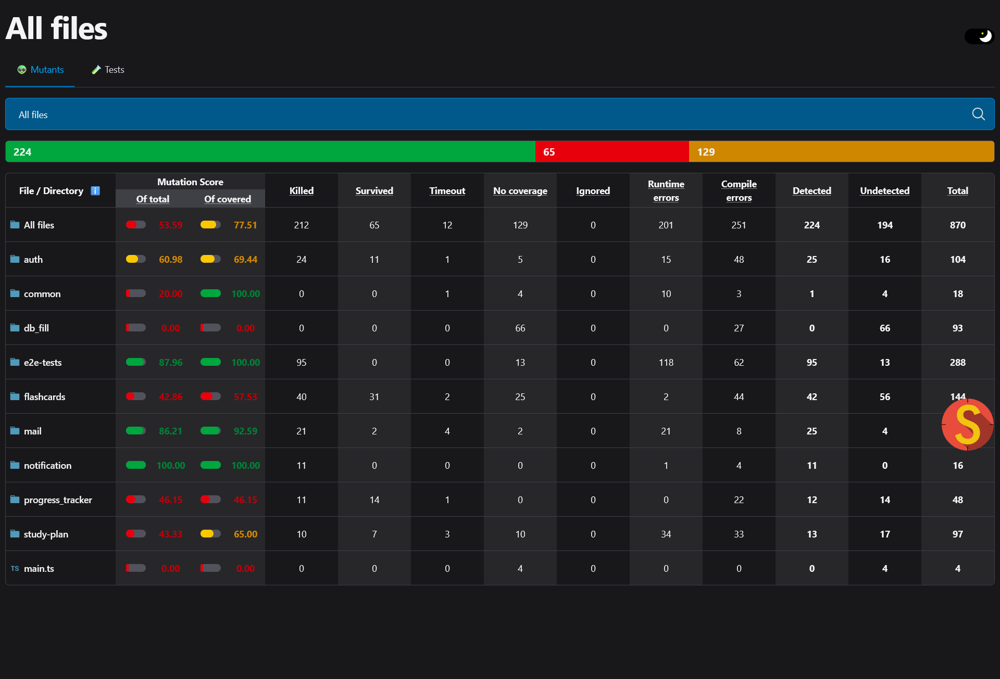 All files
Mutants Tests
All files
224 65 129
File / Directory Mutation Score Killed Survived Timeout No coverage Ignored Runtime errors Compile errors Detected Undetected Total
Of total Of covered
All files 53.59 77.51 212 65 12 129 0 201 251 224 194 870
auth 60.98 69.44 24 11 1 5 0 15 48 25 16 104
common 20.00 100.00 0 0 1 4 0 10 3 1 4 18
db_fill 0.00 0.00 0 0 0 66 0 0 27 0 66 93
e2e-tests 87.96 100.00 95 0 0 13 0 118 62 95 13 288
flashcards 42.86 57.53 40 31 2 25 0 2 44 42 56 144
mail 86.21 92.59 21 2 4 2 0 21 8 25 4
S
notification 100.00 100.00 11 0 0 0 0 1 4 11 0 16
progress_tracker 46.15 46.15 11 14 1 0 0 0 22 12 14 48
study-plan 43.33 65.00 10 7 3 10 0 34 33 13 17 97
TS main.ts 0.00 0.00 0 0 0 4 0 0 0 0 4 4